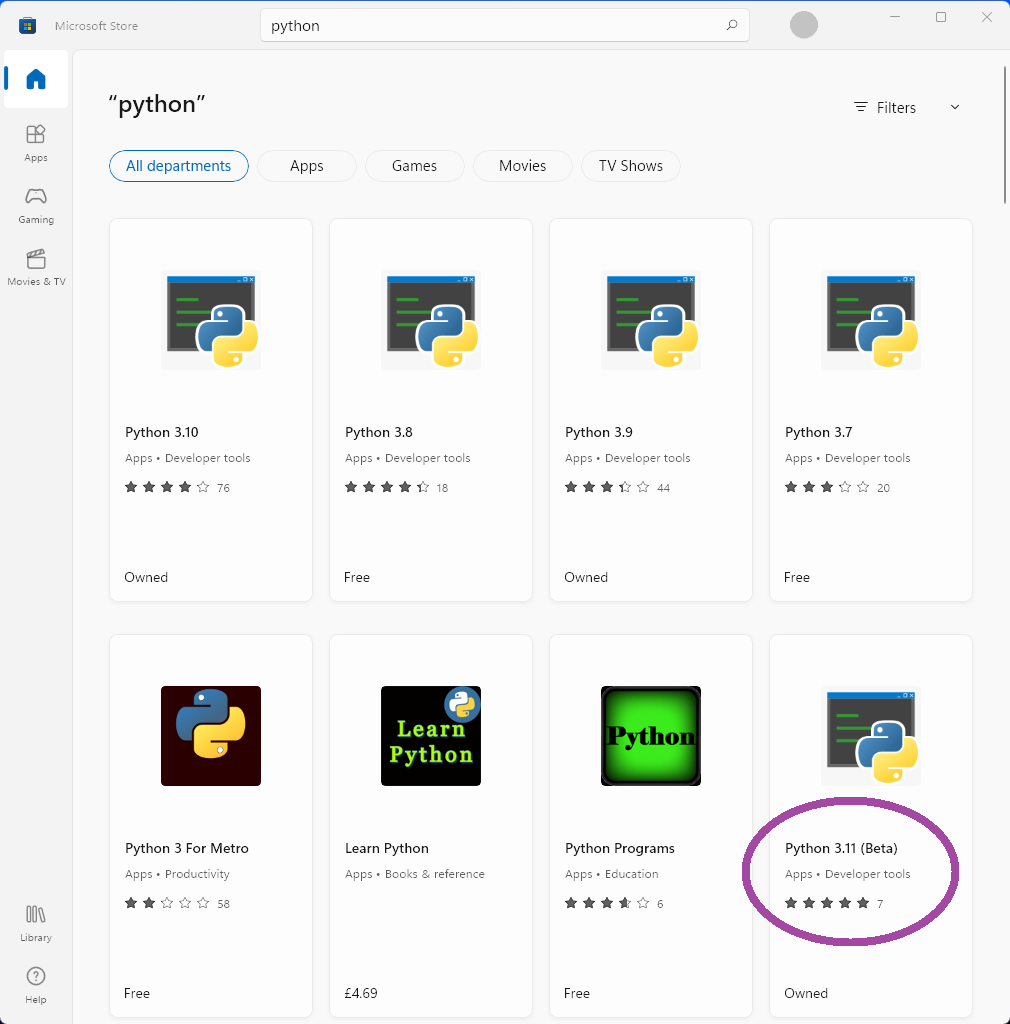 Microsoft Store
python
“python”
Filters
All departments
Apps
Games
Movies
TV Shows
Apps
Gaming
Movies & TV
Python 3.10
Apps • Developer tools
76
Owned
Python 3.8
Apps • Developer tools
18
Free
Python 3.9
Apps • Developer tools
44
Owned
Python 3.7
Apps • Developer tools
20
Free
Python 3 For Metro
Apps • Productivity
58
Free
Learn
Python
Learn Python
Apps • Books & reference
£4.69
Python
Python Programs
Apps • Education
6
Free
Python 3.11 (Beta)
Apps • Developer tools
7
Owned
Library
Help